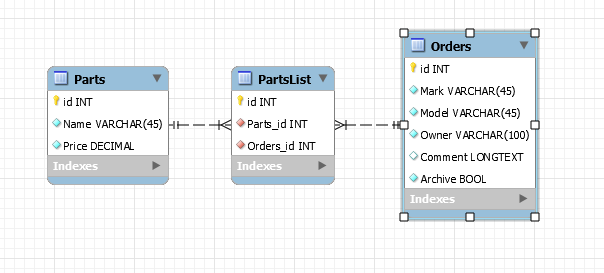 Parts
id INT
Name VARCHAR(45)
Price DECIMAL
Indexes
PartsList
id INT
Parts_id INT
Orders_id INT
Indexes
Orders
id INT
Mark VARCHAR(45)
Model VARCHAR(45)
Owner VARCHAR(100)
Comment LONGTEXT
Archive BOOL
Indexes